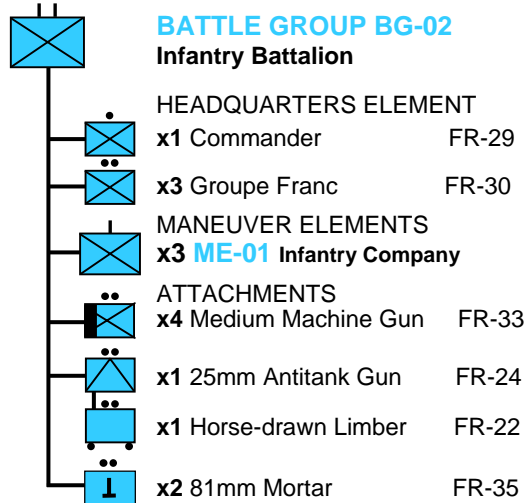 BATTLE GROUP BG-02
Infantry Battalion
HEADQUARTERS ELEMENT
x1 Commander FR-29
x3 Groupe Franc FR-30
MANEUVER ELEMENTS
x3 ME-01 Infantry Company
ATTACHMENTS
x4 Medium Machine Gun FR-33
x1 25mm Antitank Gun FR-24
x1 Horse-drawn Limber FR-22
x2 81mm Mortar FR-35